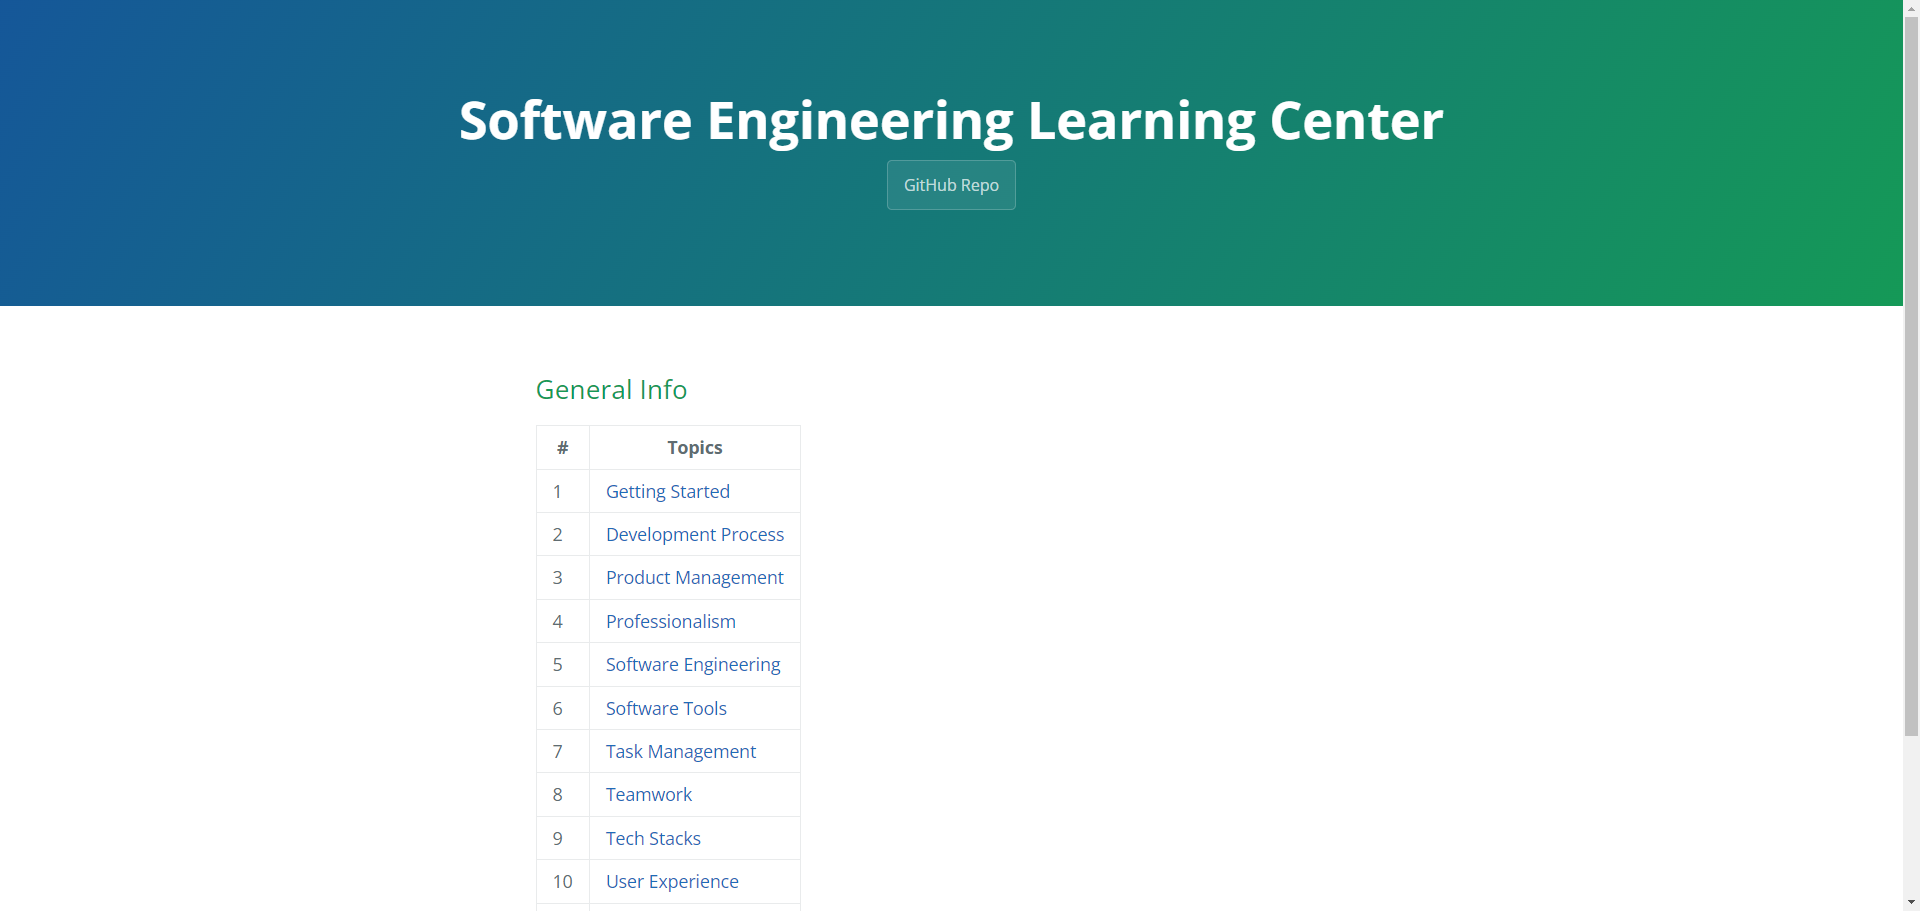 Software Engineering Learning Center
GitHub Repo
General Info
# Topics
1 Getting Started
2 Development Process
3 Product Management
4 Professionalism
5 Software Engineering
6 Software Tools
7 Task Management
8 Teamwork
9 Tech Stacks
10 User Experience